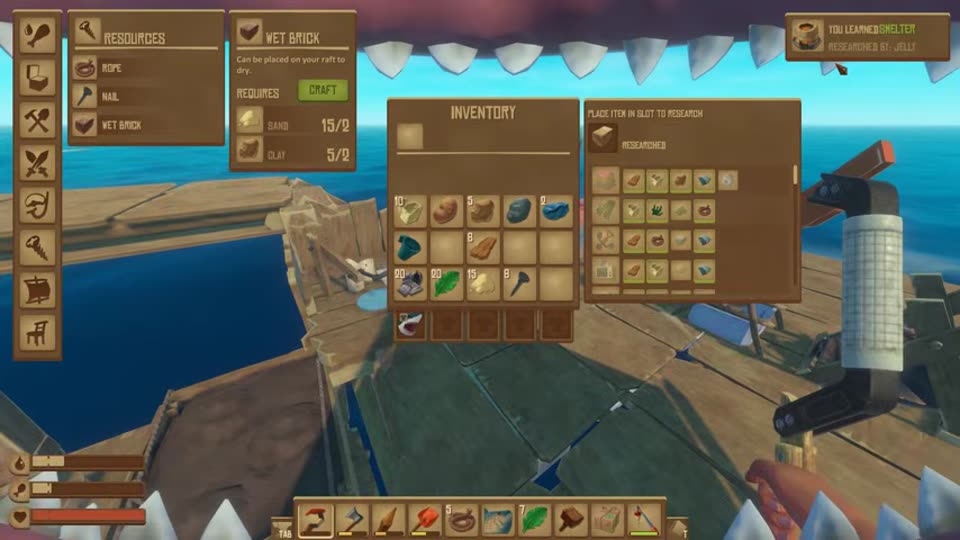 RESOURCES
ROPE
NAIL
WET BRICK
WET BRICK
Can be placed on your raft to
dry.
REQUIRES
CRAFT
SAND 15/2
CLAY 5/2
INVENTORY
10
5
2
8
20
20
15
8
PLACE ITEM IN SLOT TO RESEARCH
RESEARCHED
YOU LEARNED SMELTER
RESEARCHED BY: JELLY
TAB
5
7